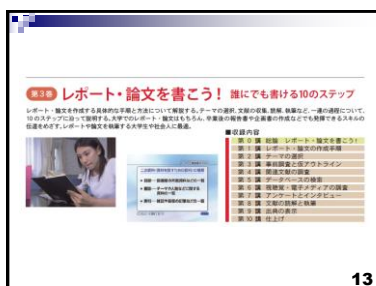 第3巻 レポート・論文を書こう！ 誰にでも書ける10のステップ
レポート・論文を作成する具体的な手順と方法について解説する。テーマの選択、文献の収集、読解、執筆など、一連の過程について、
10のステップに沿って説明する。大学でのレポート・論文はもちろん、卒業後の報告書や企画書の作成などでも発揮できるスキルの
伝達をめざす。レポートや論文を執筆する大学生や社会人に最適。
■収録内容
第 0 講 総論 レポート・論文を書こう！
第 1 講 レポート・論文の作成手順
第 2 講 テーマの選択
第 3 講 事前調査と仮アウトライン
第 4 講 関連文献の調査
第 5 講 データベースの検索
第 6 講 視聴覚・電子メディアの調査
第 7 講 アンケートとインタビュー
第 8 講 文献の読解と執筆
第 9 講 出典の表示
第 10 講 仕上げ
13